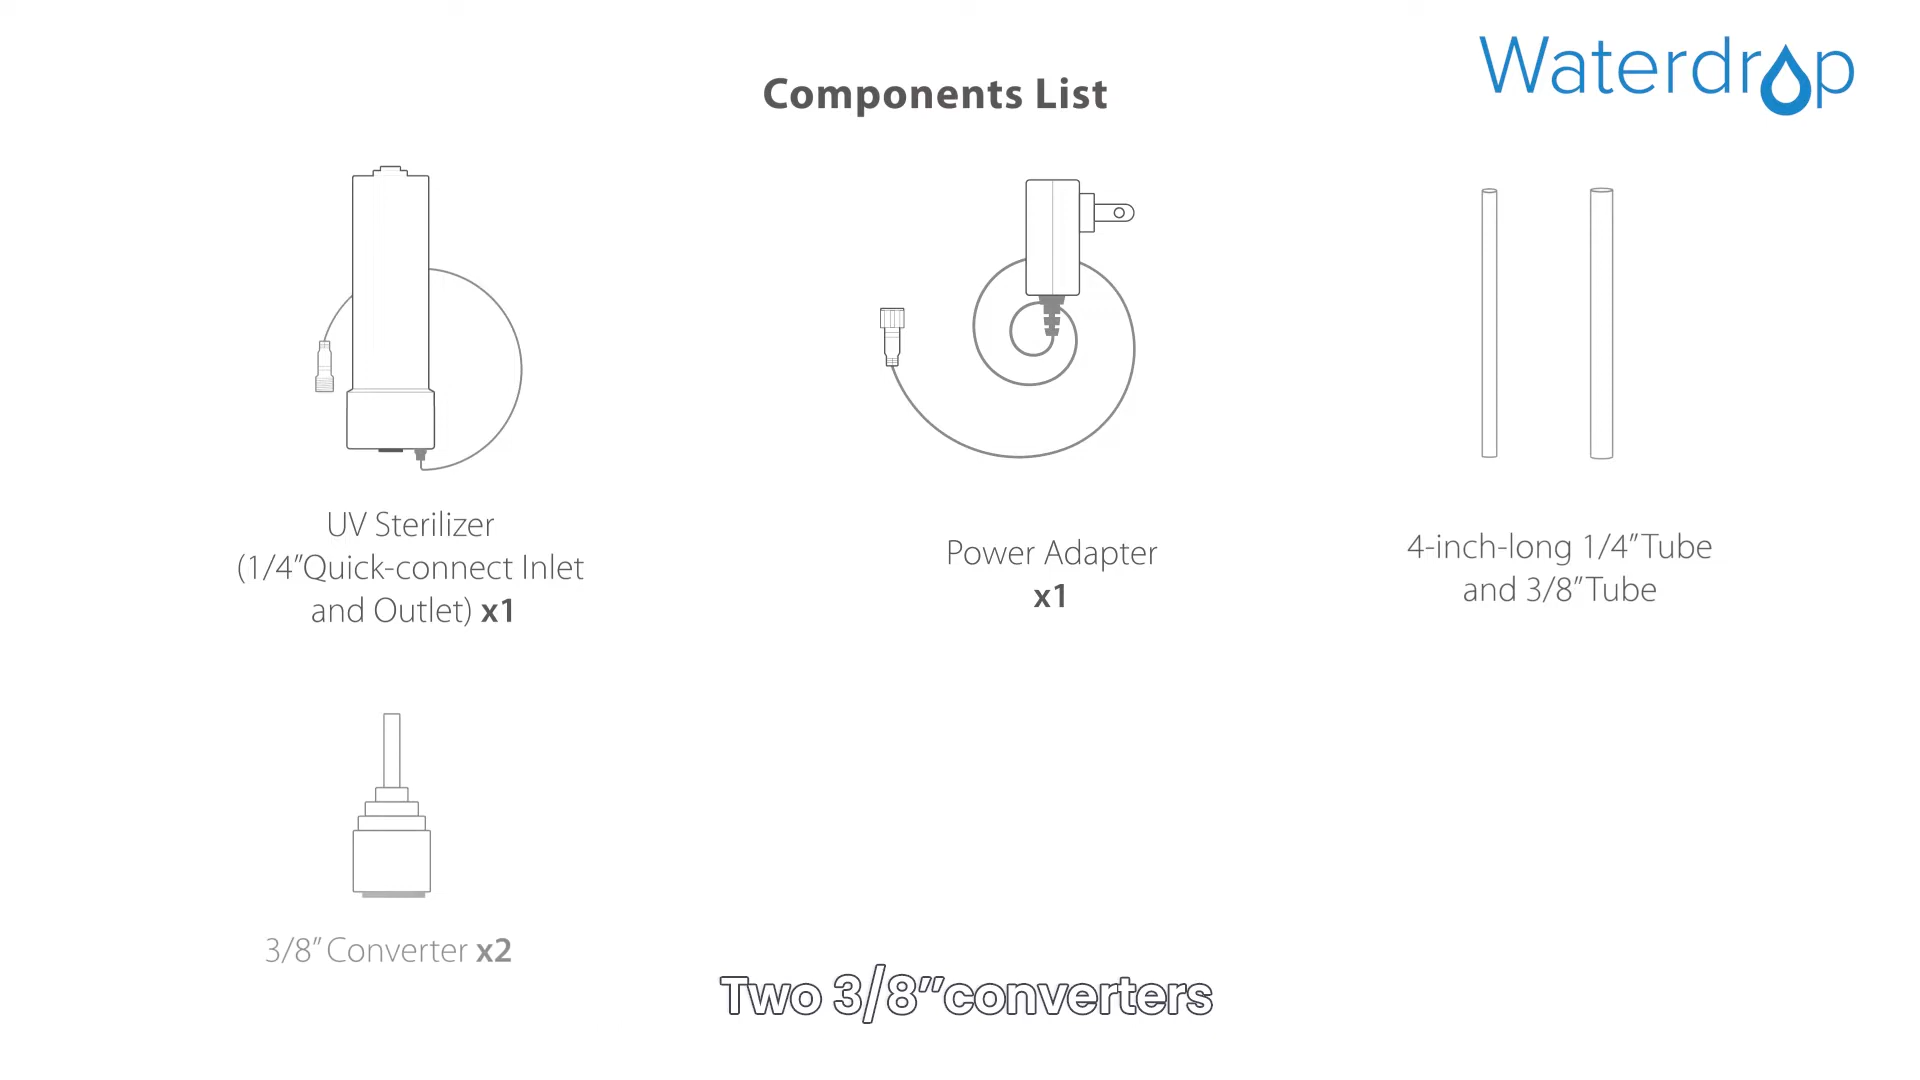 Waterdrop
Components List
UV Sterilizer
(1/4”Quick-connect Inlet
and Outlet) x1
Power Adapter
x1
4-inch-long 1/4”Tube
and 3/8”Tube
3/8”Converter x2
Two 3/8”converters